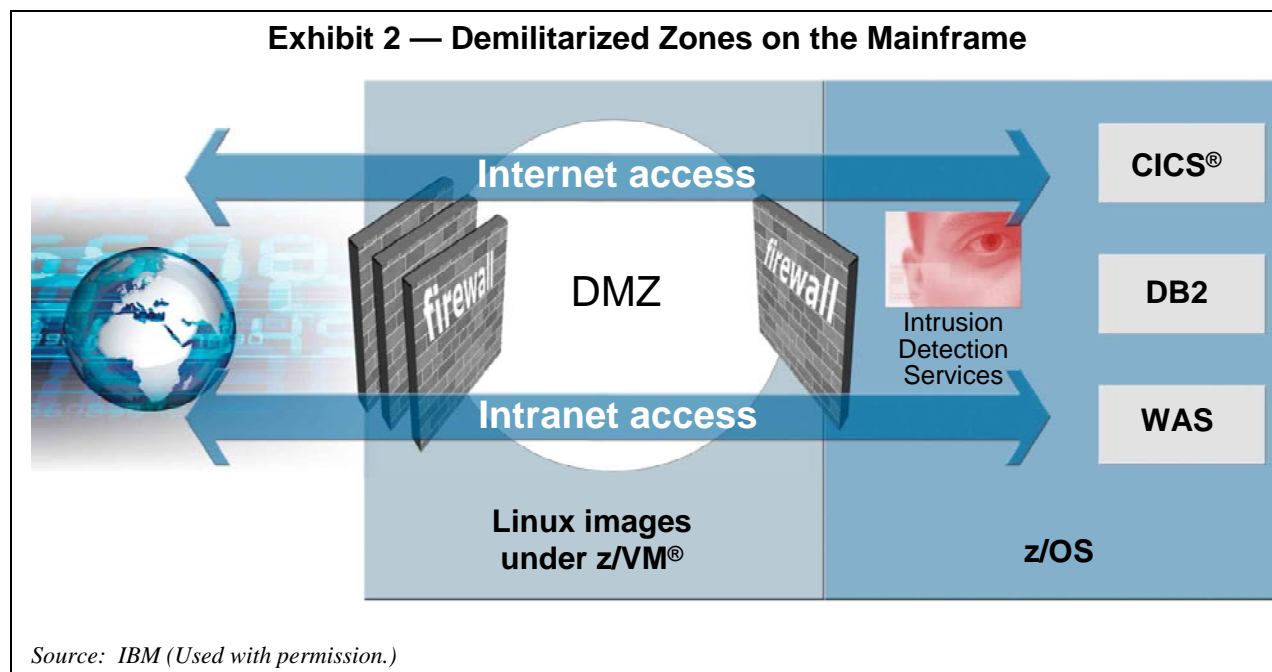 Exhibit 2 — Demilitarized Zones on the Mainframe
Internet access
CICS®
firewall
DMZ
firewall
DB2
Intrusion
Detection
Services
Intranet access
WAS
Linux images
under z/VM®
z/OS
Source: IBM (Used with permission.)